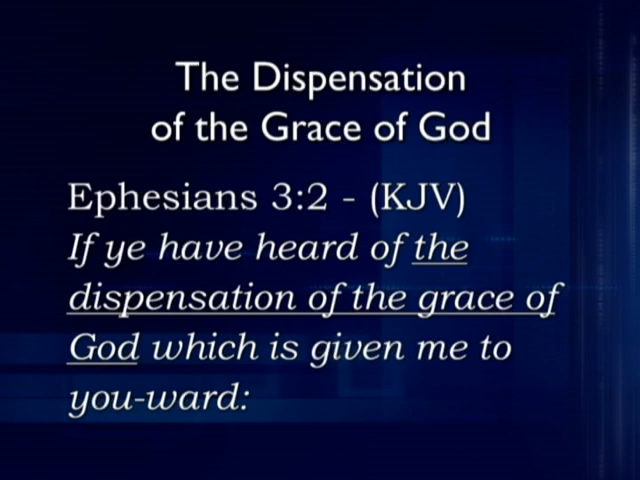 The Dispensation
of the Grace of God
Ephesians 3:2 - (KJV)
If ye have heard of the
dispensation of the grace of
God which is given me to
you-ward: